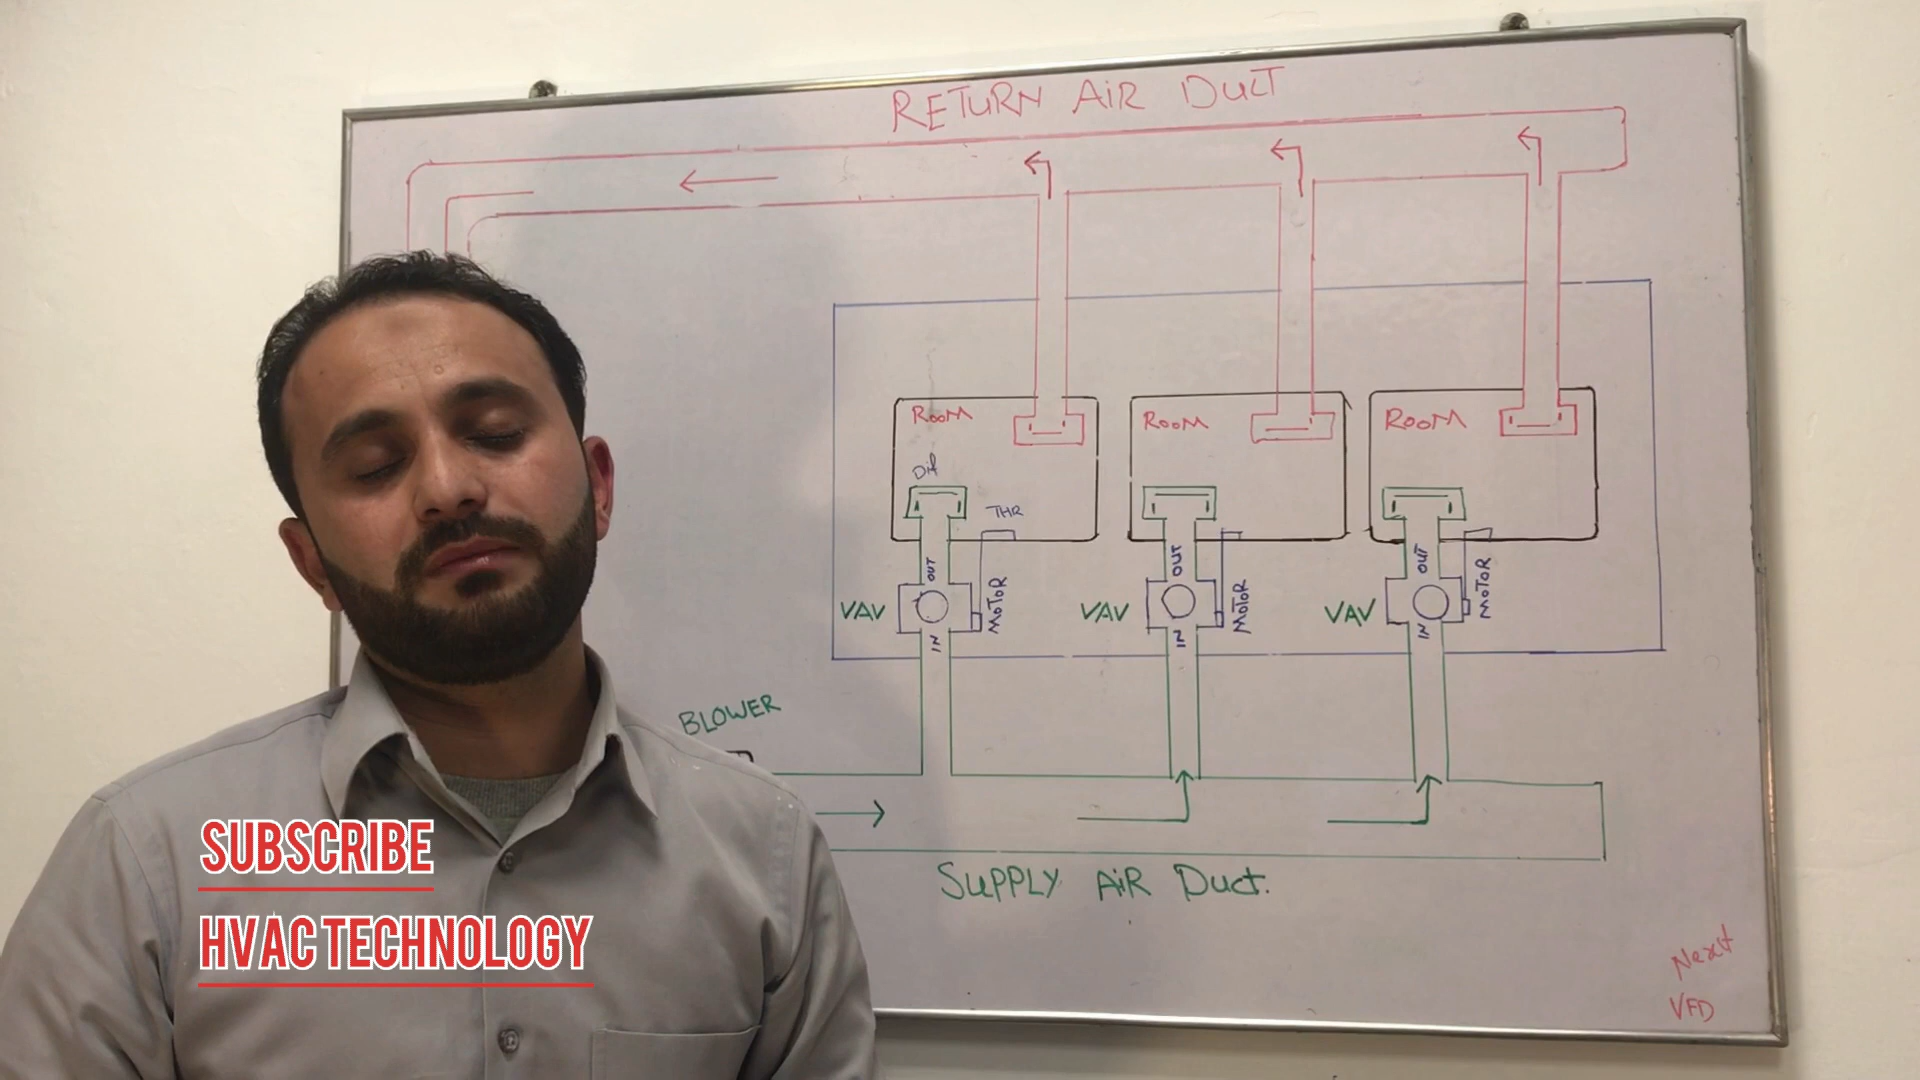 RETURN AIR DUCT
ROOM
ROOM
ROOM
Dif
THR
OUT
OUT
OUT
VAV
MOTOR
VAV
MOTOR
VAV
MOTOR
IN
IN
IN
BLOWER
SUPPLY AIR Duct.
SUBSCRIBE
HVAC TECHNOLOGY
Next
VFD